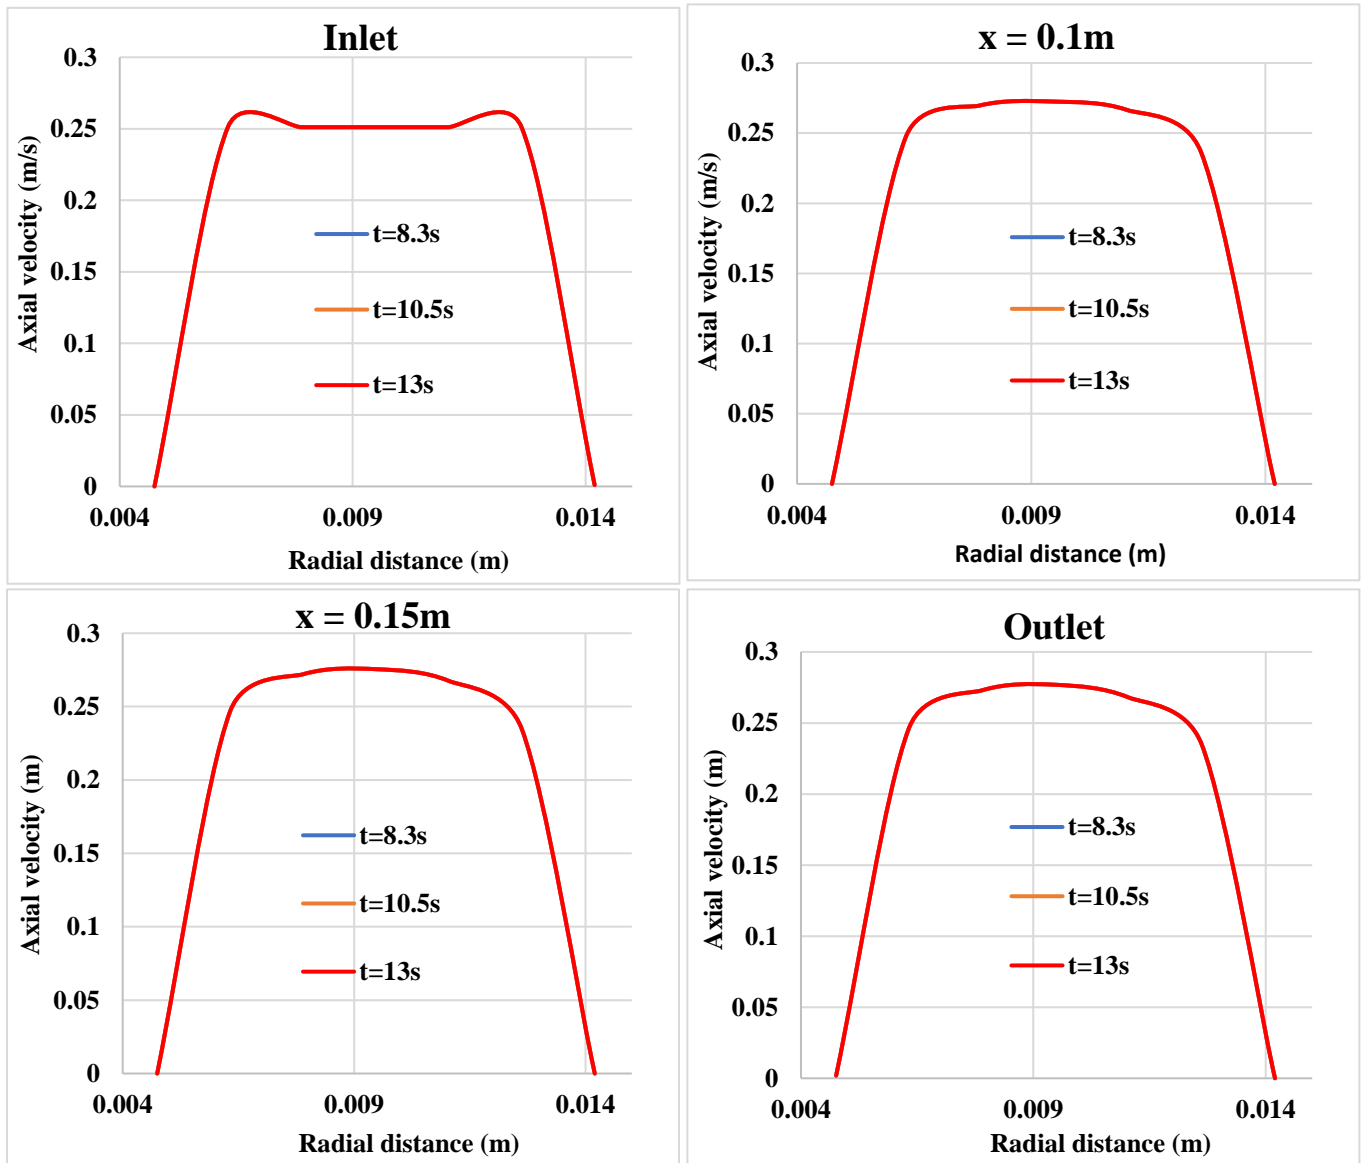 Inlet
0.3
0.25
0.2
0.15
0.1
0.05
0
Axial velocity (m/s)
t=8.3s
t=10.5s
t=13s
0.004 0.009 0.014
Radial distance (m)
x = 0.1m
0.3
0.25
0.2
0.15
0.1
0.05
0
Axial velocity (m/s)
t=8.3s
t=10.5s
t=13s
0.004 0.009 0.014
Radial distance (m)
x = 0.15m
0.3
0.25
0.2
0.15
0.1
0.05
0
Axial velocity (m)
t=8.3s
t=10.5s
t=13s
0.004 0.009 0.014
Radial distance (m)
Outlet
0.3
0.25
0.2
0.15
0.1
0.05
0
Axial velocity (m)
t=8.3s
t=10.5s
t=13s
0.004 0.009 0.014
Radial distance (m)